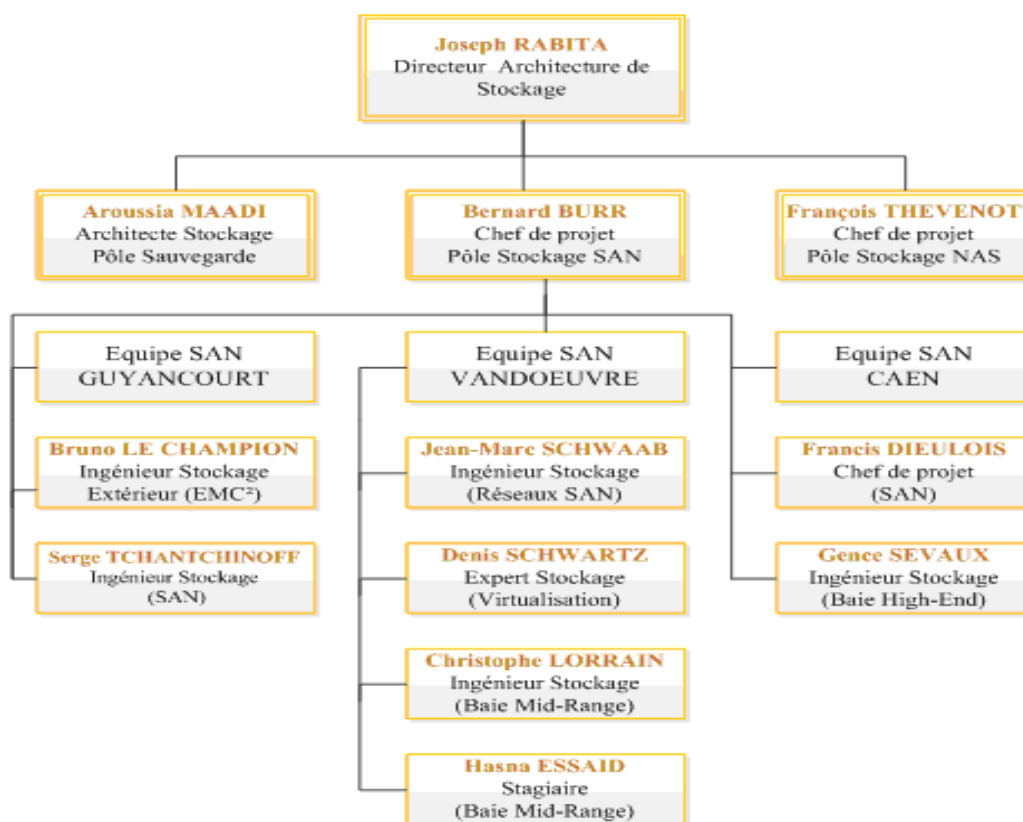 Joseph RABITA
Directeur Architecture de
Stockage
Aroussia MAADI
Architecte Stockage
Pôle Sauvegarde
Bernard BURR
Chef de projet
Pôle Stockage SAN
François THEVENOT
Chef de projet
Pôle Stockage NAS
Equipe SAN
GUYANCOURT
Bruno LE CHAMPION
Ingénieur Stockage
Extérieur (EMC²)
Serge TCHANTCHINOFF
Ingénieur Stockage
(SAN)
Equipe SAN
VANDOEUVRE
Jean-Marc SCHWAAB
Ingénieur Stockage
(Réseaux SAN)
Denis SCHWARTZ
Expert Stockage
(Virtualisation)
Christophe LORRAIN
Ingénieur Stockage
(Baie Mid-Range)
Hasna ESSAID
Stagiaire
(Baie Mid-Range)
Equipe SAN
CAEN
Francis DIEULOIS
Chef de projet
(SAN)
Gence SEVAUX
Ingénieur Stockage
(Baie High-End)